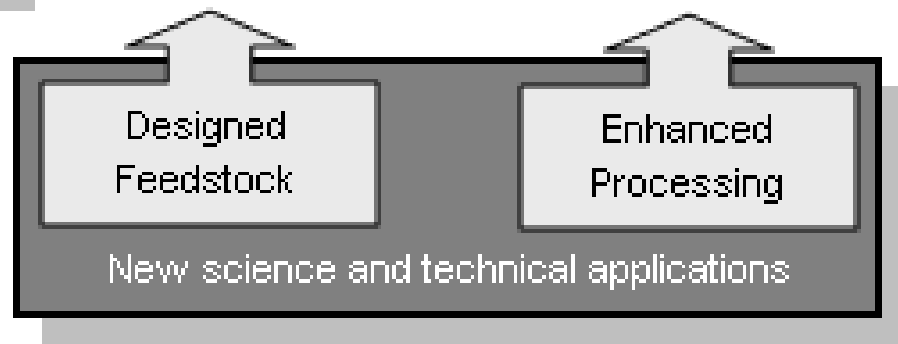 Designed
Feedstock
Enhanced
Processing
New science and technical applications